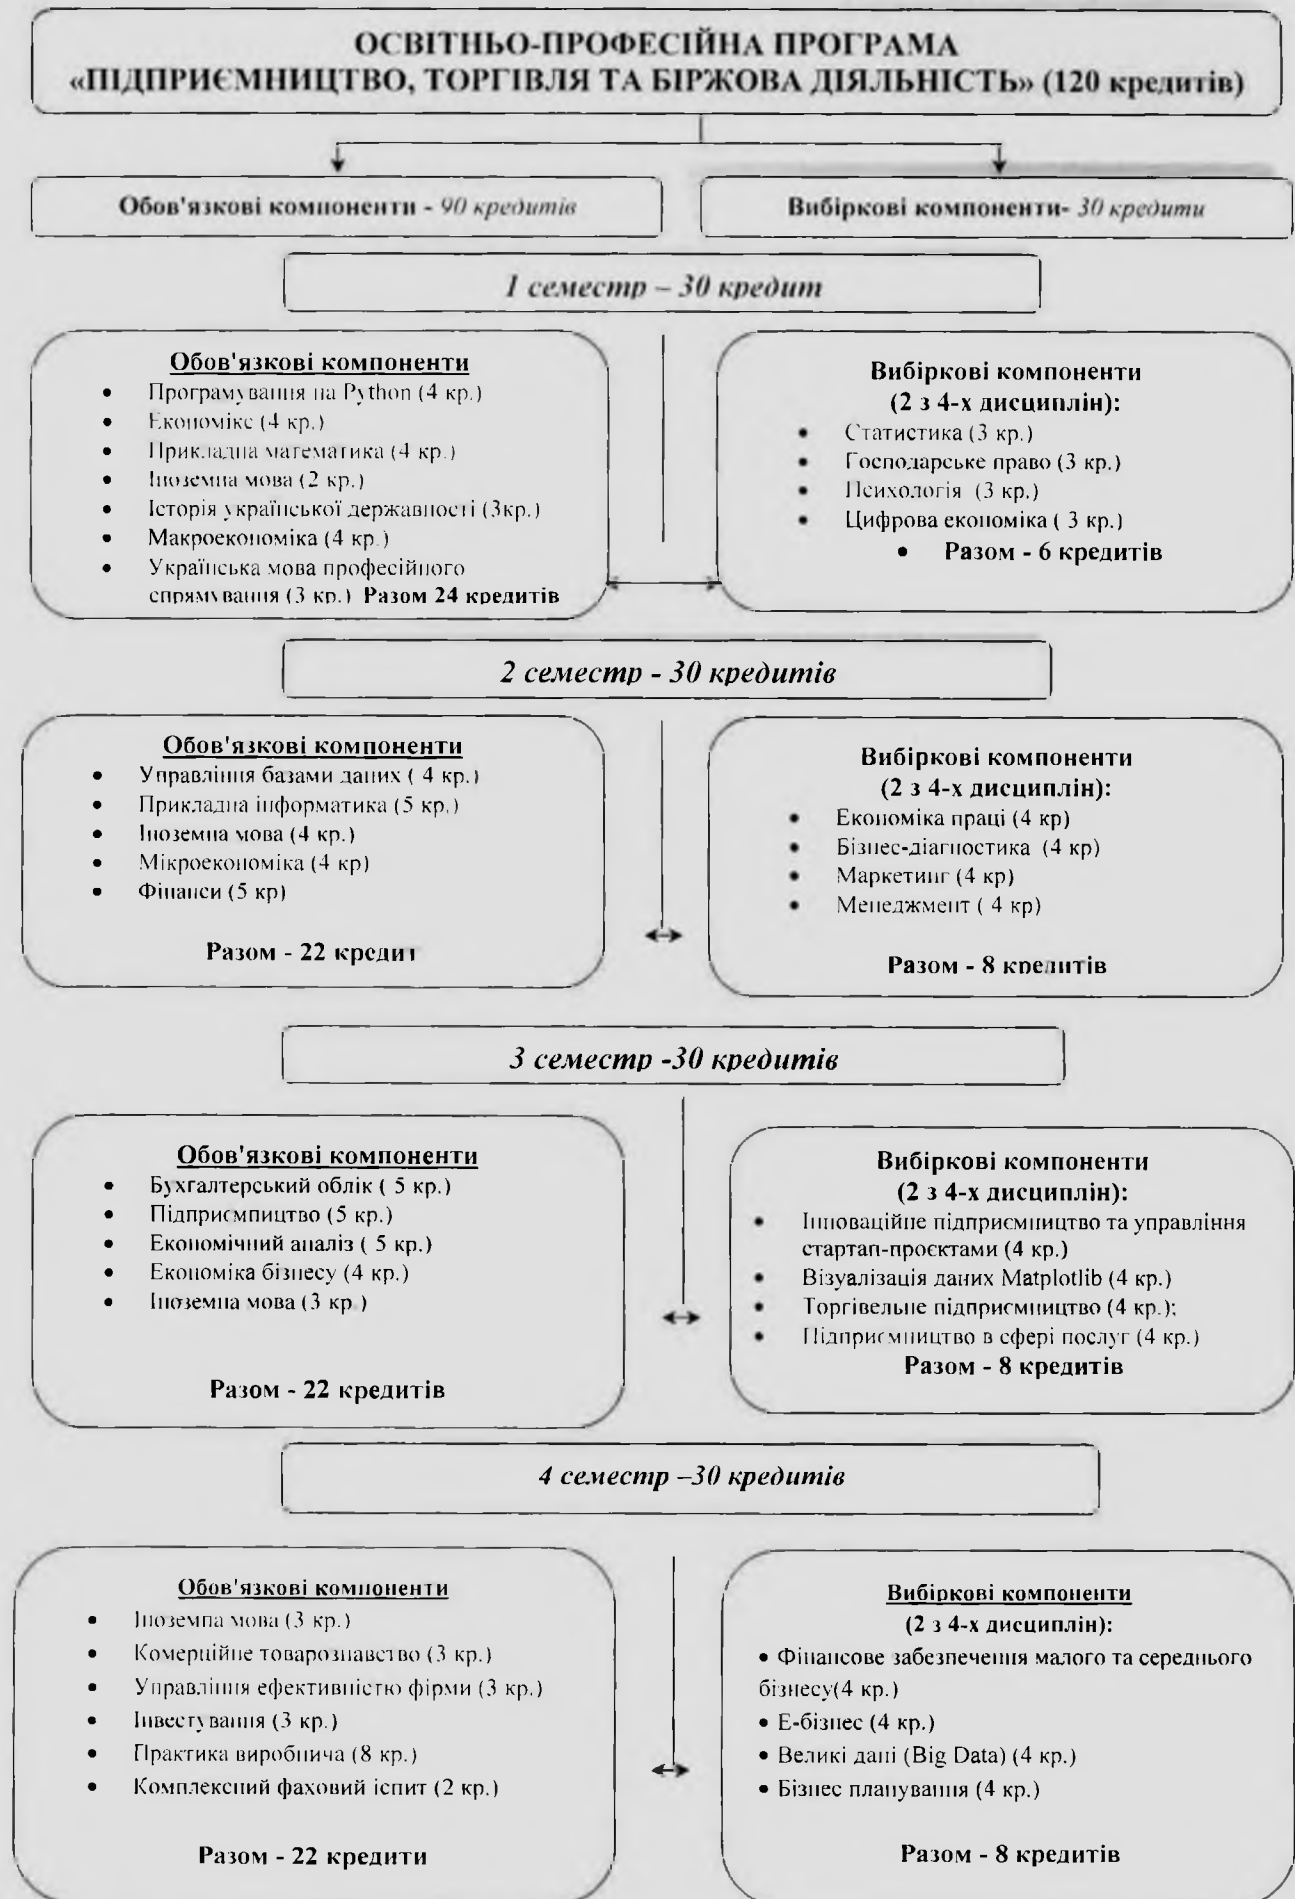 ОСВІТНЬО-ПРОФЕСІЙНА ПРОГРАМА
«ПІДПРИЄМНИЦТВО, ТОРГІВЛЯ ТА БІРЖОВА ДІЯЛЬНІСТЬ» (120 кредитів)
Обов'язкові компоненти - 90 кредитів
Вибіркові компоненти- 30 кредити
1 семестр – 30 кредит
Обов'язкові компоненти
• Програмування на Python (4 кр.)
• Економікс (4 кр.)
• Прикладна математика (4 кр.)
• Іноземна мова (2 кр.)
• Історія української державності (3кр.)
• Макроекономіка (4 кр.)
• Українська мова професійного
спрямування (3 кр.) Разом 24 кредитів
Вибіркові компоненти
(2 з 4-х дисциплін):
• Статистика (3 кр.)
• Господарське право (3 кр.)
• Психологія (3 кр.)
• Цифрова економіка ( 3 кр.)
• Разом - 6 кредитів
2 семестр - 30 кредитів
Обов'язкові компоненти
• Управління базами даних ( 4 кр.)
• Прикладна інформатика (5 кр.)
• Іноземна мова (4 кр.)
• Мікроекономіка (4 кр)
• Фінанси (5 кр)
Разом - 22 кредит
Вибіркові компоненти
(2 з 4-х дисциплін):
• Економіка праці (4 кр)
• Бізнес-діагностика (4 кр)
• Маркетинг (4 кр)
• Менеджмент ( 4 кр)
Разом - 8 кредитів
3 семестр -30 кредитів
Обов'язкові компоненти
• Бухгалтерський облік ( 5 кр.)
• Підприємництво (5 кр.)
• Економічний аналіз ( 5 кр.)
• Економіка бізнесу (4 кр.)
• Іноземна мова (3 кр.)
Разом - 22 кредитів
Вибіркові компоненти
(2 з 4-х дисциплін):
• Інноваційне підприємництво та управління
стартап-проєктами (4 кр.)
• Візуалізація даних Matplotlib (4 кр.)
• Торгівельне підприємництво (4 кр.);
• Підприємництво в сфері послуг (4 кр.)
Разом - 8 кредитів
4 семестр –30 кредитів
Обов'язкові компоненти
• Іноземна мова (3 кр.)
• Комерційне товарознавство (3 кр.)
• Управління ефективністю фірми (3 кр.)
• Інвестування (3 кр.)
• Практика виробнича (8 кр.)
• Комплексний фаховий іспит (2 кр.)
Разом - 22 кредити
Вибіркові компоненти
(2 з 4-х дисциплін):
• Фінансове забезпечення малого та середнього
бізнесу(4 кр.)
• Е-бізнес (4 кр.)
• Великі дані (Big Data) (4 кр.)
• Бізнес планування (4 кр.)
Разом - 8 кредитів